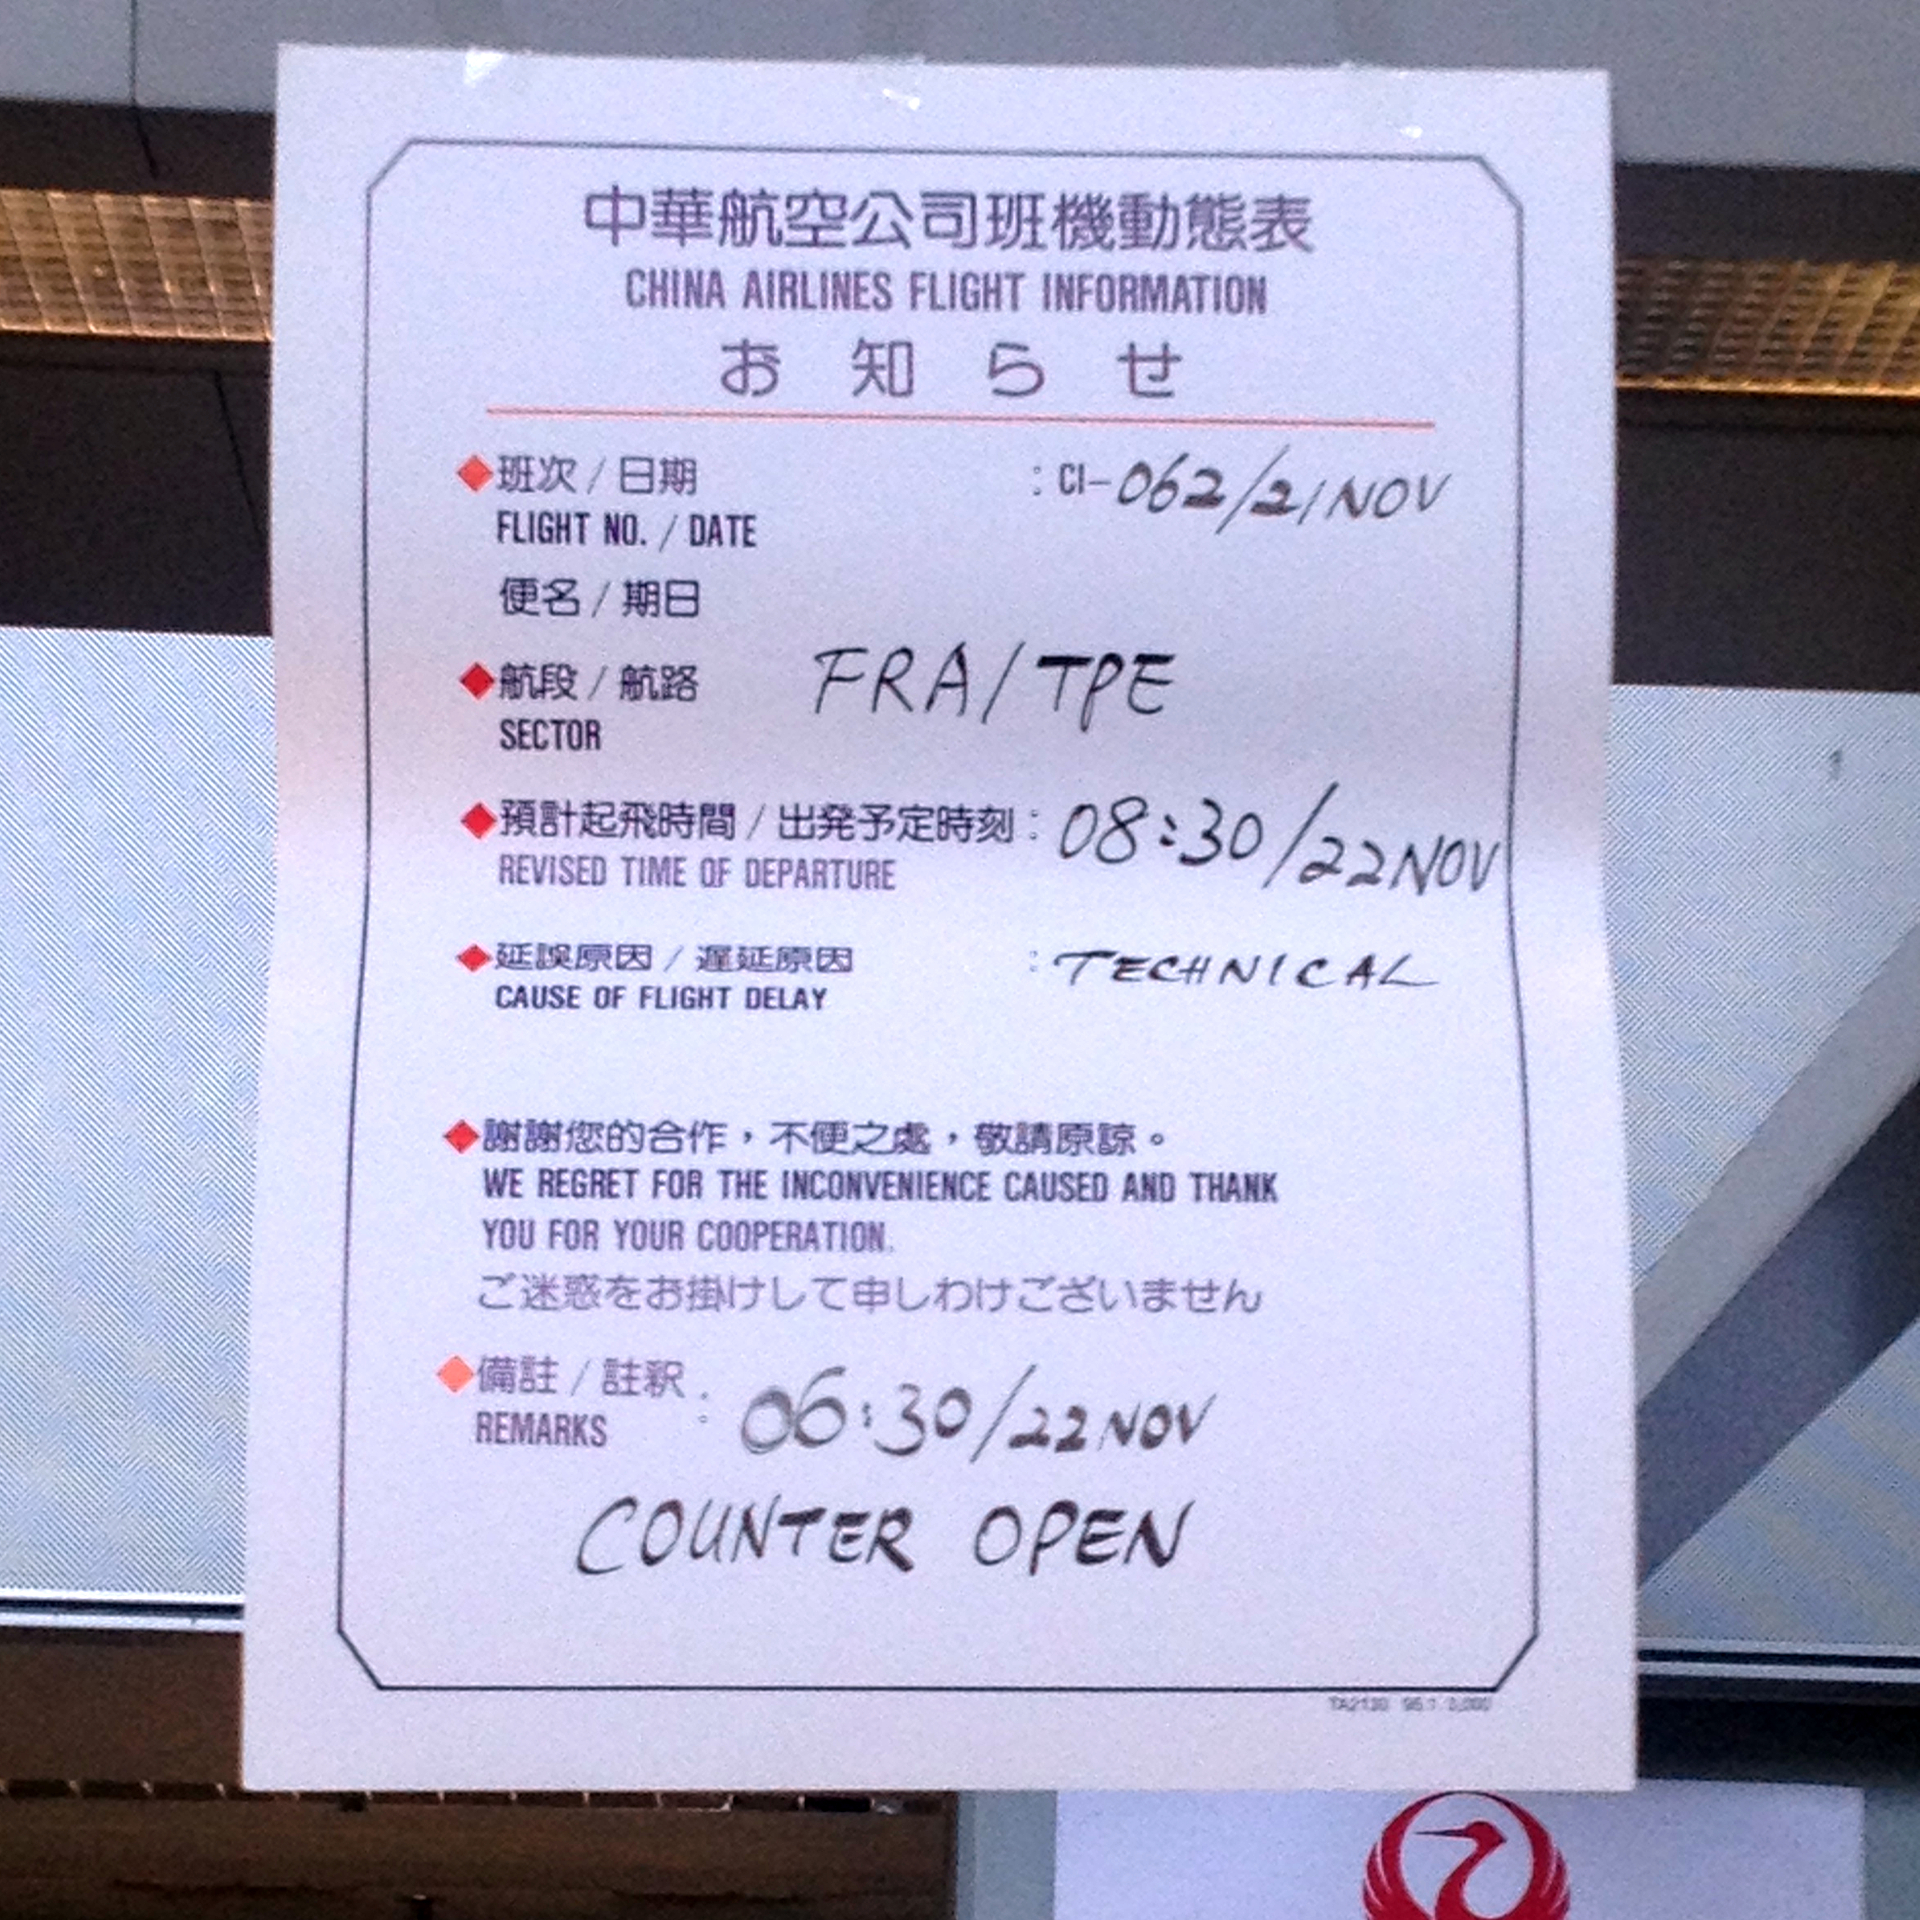 中華航空公司班機動態表
CHINA AIRLINES FLIGHT INFORMATION
お知らせ
班次 / 日期 : CI-062/21NOV
FLIGHT NO. / DATE
便名 / 期日
航段 / 航路 FRA/TPE
SECTOR
預計起飛時間 / 出発予定時刻 : 08:30/22NOV
REVISED TIME OF DEPARTURE
延誤原因 / 遅延原因 : TECHNICAL
CAUSE OF FLIGHT DELAY
謝謝您的合作，不便之處，敬請原諒。
WE REGRET FOR THE INCONVENIENCE CAUSED AND THANK
YOU FOR YOUR COOPERATION.
ご迷惑をお掛けして申しわけございません
備註 / 註釈 : 06:30/22NOV
REMARKS
COUNTER OPEN